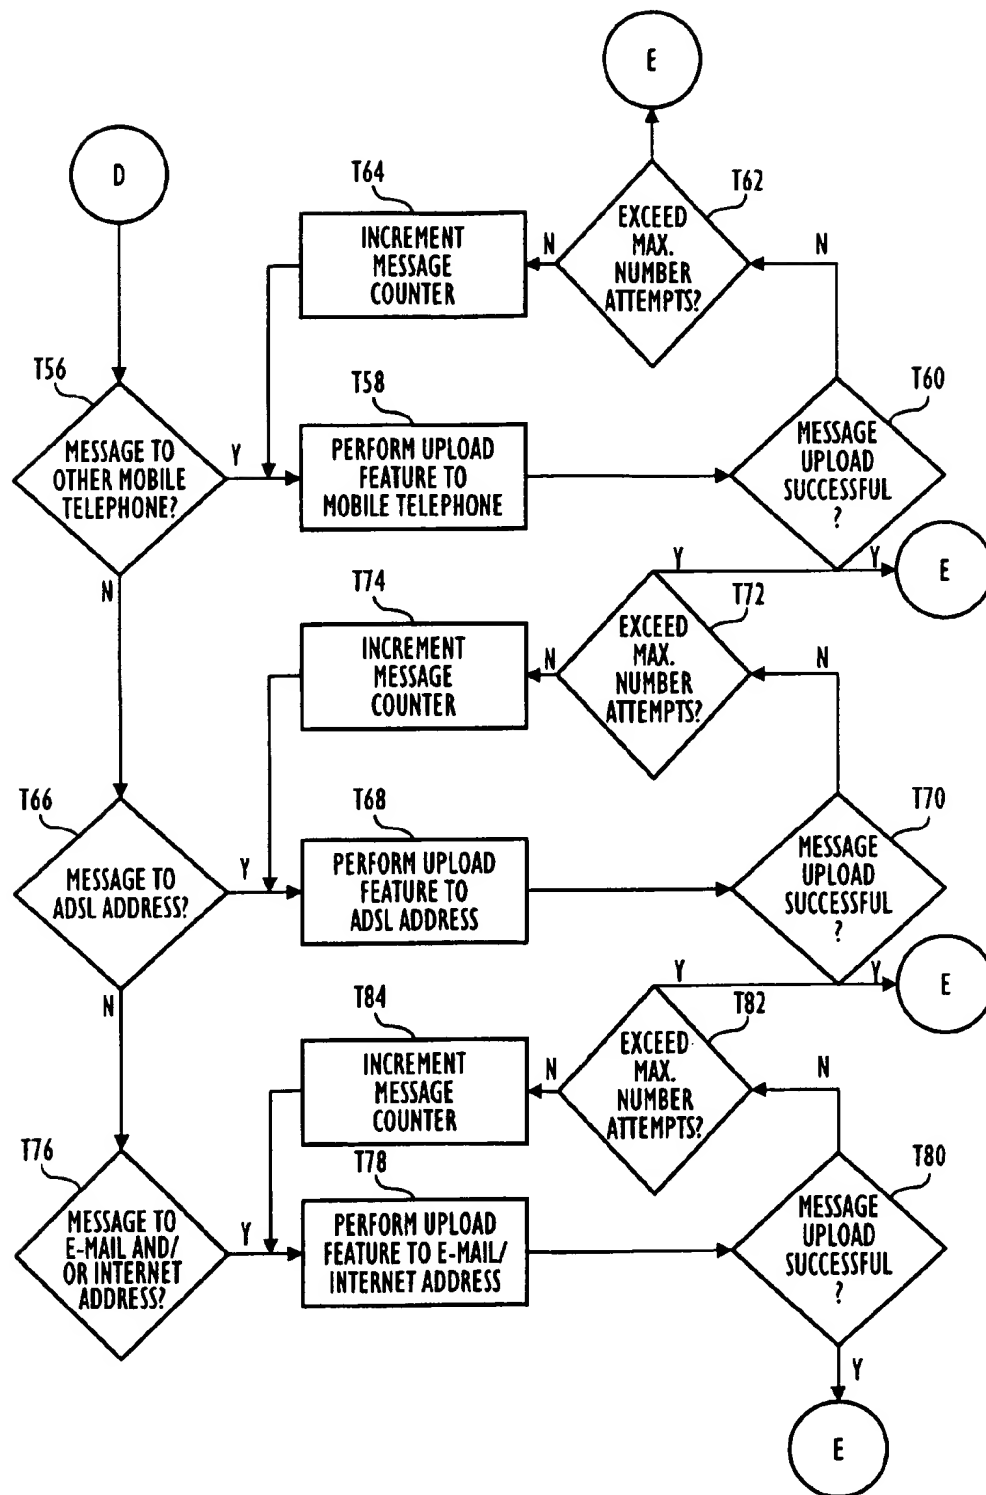 E
D
T64
T62
INCREMENT
MESSAGE
COUNTER
N
EXCEED
MAX.
NUMBER
ATTEMPTS?
N
T56
T58
T60
MESSAGE TO
OTHER MOBILE
TELEPHONE?
Y
PERFORM UPLOAD
FEATURE TO
MOBILE TELEPHONE
MESSAGE
UPLOAD
SUCCESSFUL
?
N
Y
Y
E
T74
T72
INCREMENT
MESSAGE
COUNTER
N
EXCEED
MAX.
NUMBER
ATTEMPTS?
N
T66
T68
T70
MESSAGE TO
ADSL ADDRESS?
Y
PERFORM UPLOAD
FEATURE TO
ADSL ADDRESS
MESSAGE
UPLOAD
SUCCESSFUL
?
N
Y
Y
E
T84
T82
INCREMENT
MESSAGE
COUNTER
N
EXCEED
MAX.
NUMBER
ATTEMPTS?
N
T76
T78
T80
MESSAGE TO
E-MAIL AND/
OR INTERNET
ADDRESS?
Y
PERFORM UPLOAD
FEATURE TO E-MAIL/
INTERNET ADDRESS
MESSAGE
UPLOAD
SUCCESSFUL
?
Y
E